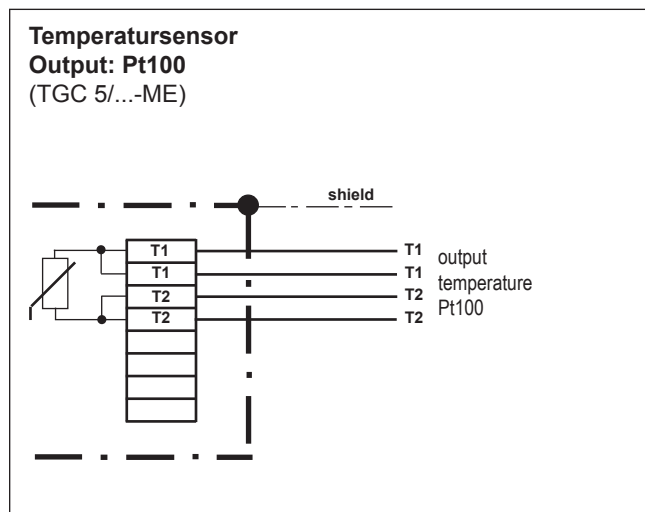 Temperatursensor
Output: Pt100
(TGC 5/...-ME)
shield
T1 T1 output
T1 T1 temperature
T2 T2 Pt100
T2 T2